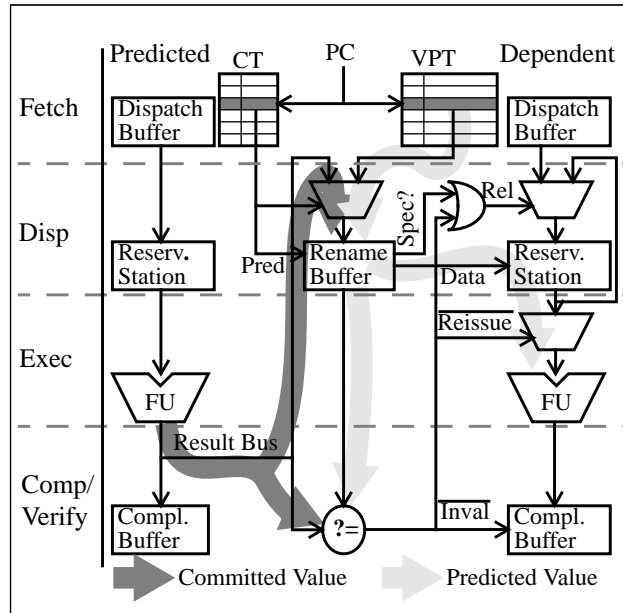 Predicted CT PC VPT Dependent
Fetch
Dispatch
Buffer
Dispatch
Buffer
Spec?
Rel
Disp
Reserv.
Station
Pred
Rename
Buffer
Data
Reserv.
Station
Reissue
Exec
FU
FU
Result Bus
Comp/
Verify
Compl.
Buffer
?=
Inval
Compl.
Buffer
Committed Value
Predicted Value